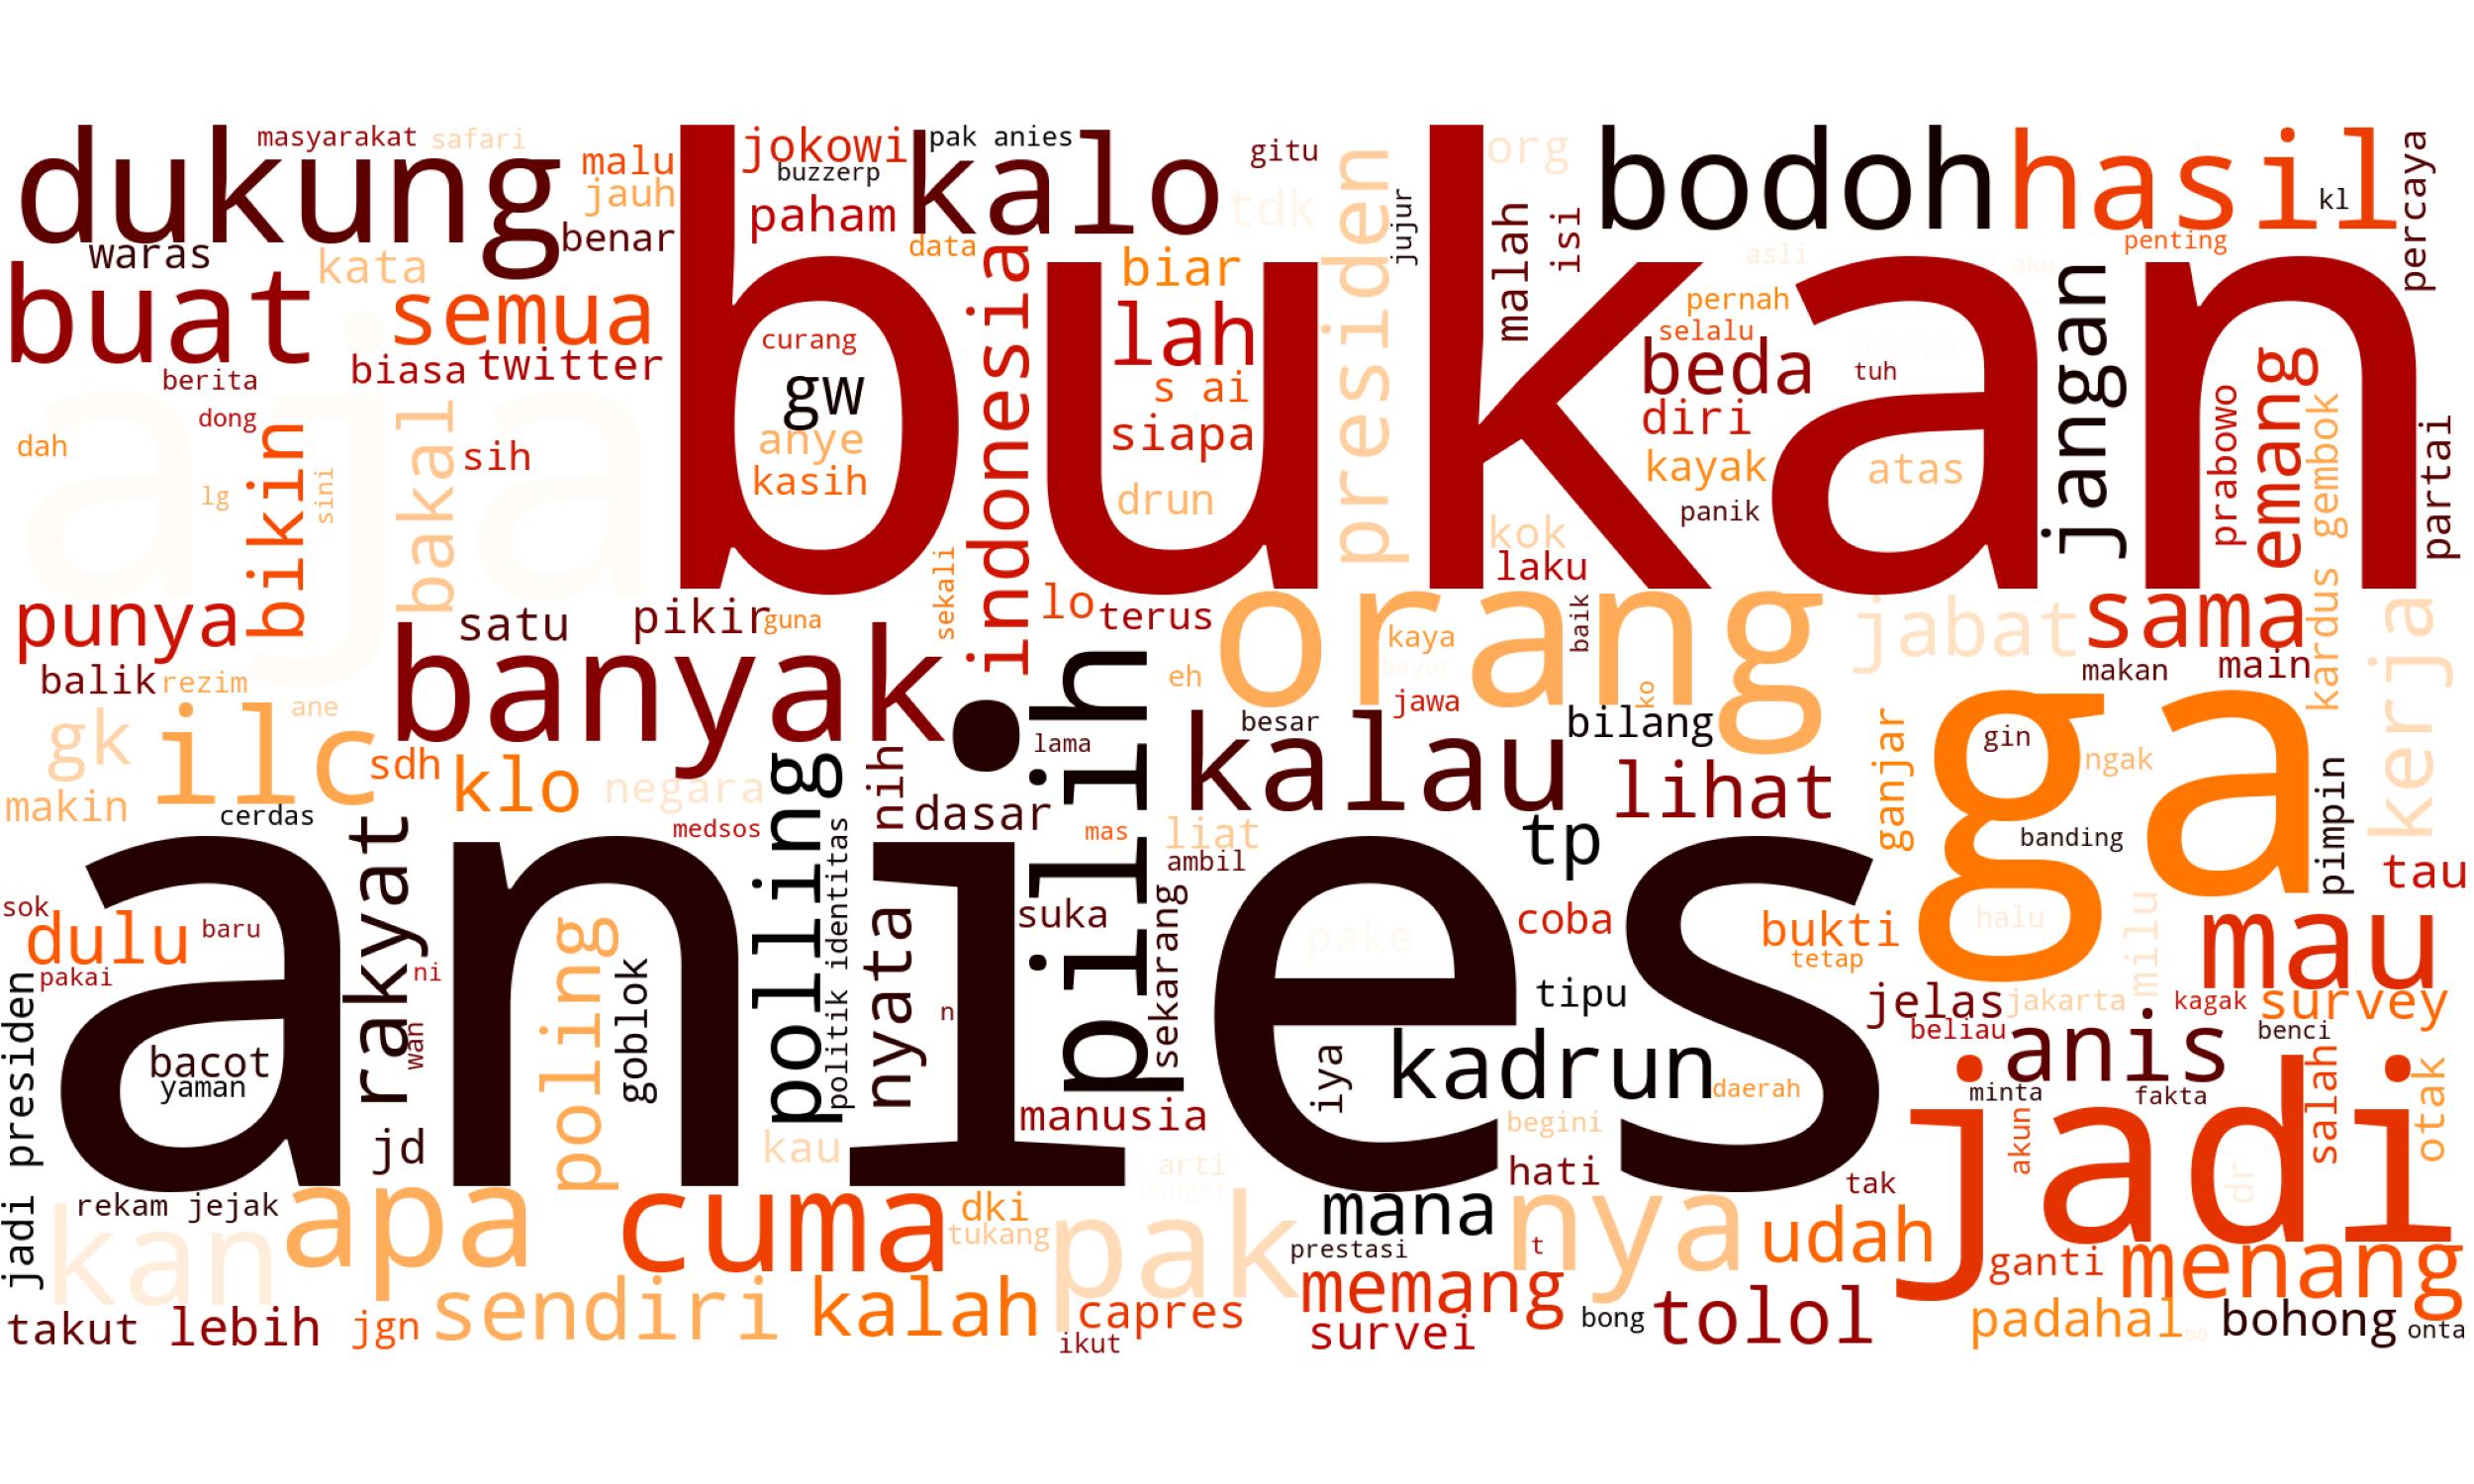 masyarakat
safari
dukung
malu
jauh
benar
waras
kata
buat
semua
biasa
twitter
berita
dong
dah
aja
lg
bikin
sini
bakal
sih
punya
jokowi
buzzerp
paham
pak anies
kalo
data
gitu
tdk
biar
bukan
curang
gw
anye
kasih
indonesia
sekali
lah
s ai
siapa
drun
presiden
jujur
org
malah
isi
kok
laku
bodoh
hasil
kl
penting
percaya
asli
aku
pernah
selalu
beda
tuh
diri
kayak
atas
panik
jangan
prabowo
emang
kardus gembok
partai
satu
pikir
guna
banyak
balik
rezim
ane
gk
ilc
sdh
klo
negara
makin
cerdas
medsos
lo
terus
orang
eh
kaya
bayar
jawa
ko
baik
jabat
sama
makan
main
kerja
pilih
lama
besar
kalau
bilang
lihat
ganjar
ga
gin
ngak
banding
pimpin
tau
nih
dasar
mas
liat
ambil
tp
anies
sok
dulu
baru
pakai
rakyat
ni
wan
poling
goblok
polling
politik identitas
nyata
n
suka
sekarang
pake
coba
tipu
bukti
tetap
halu
milu
mau
jelas
jakarta
kagak
survey
beliau
anis
benci
bacot
yaman
jadi presiden
jd
manusia
iya
kadrun
daerah
begini
minta
fakta
akun
salah
otak
jadi
dr
kau
arti
banget
hati
tak
rekam jejak
kan
apa
cuma
dki
tukang
pak
mana
prestasi
nya
t
udah
ganti
menang
takut
lebih
jgn
sendiri
kalah
capres
ikut
memang
survei
bong
tolol
padahal
bohong
onta